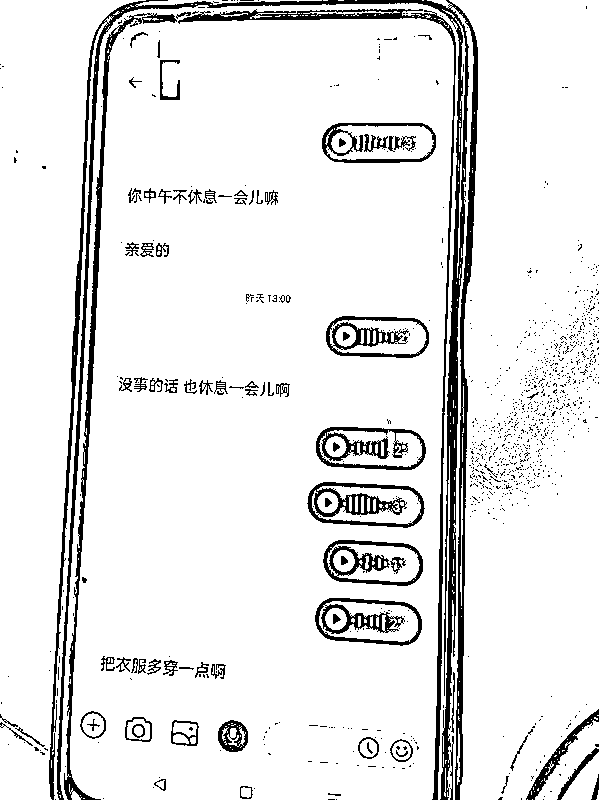 你中午不休息一会儿嘛
亲爱的
昨天 13:00
没事的话 也休息一会儿啊
把衣服多穿一点啊